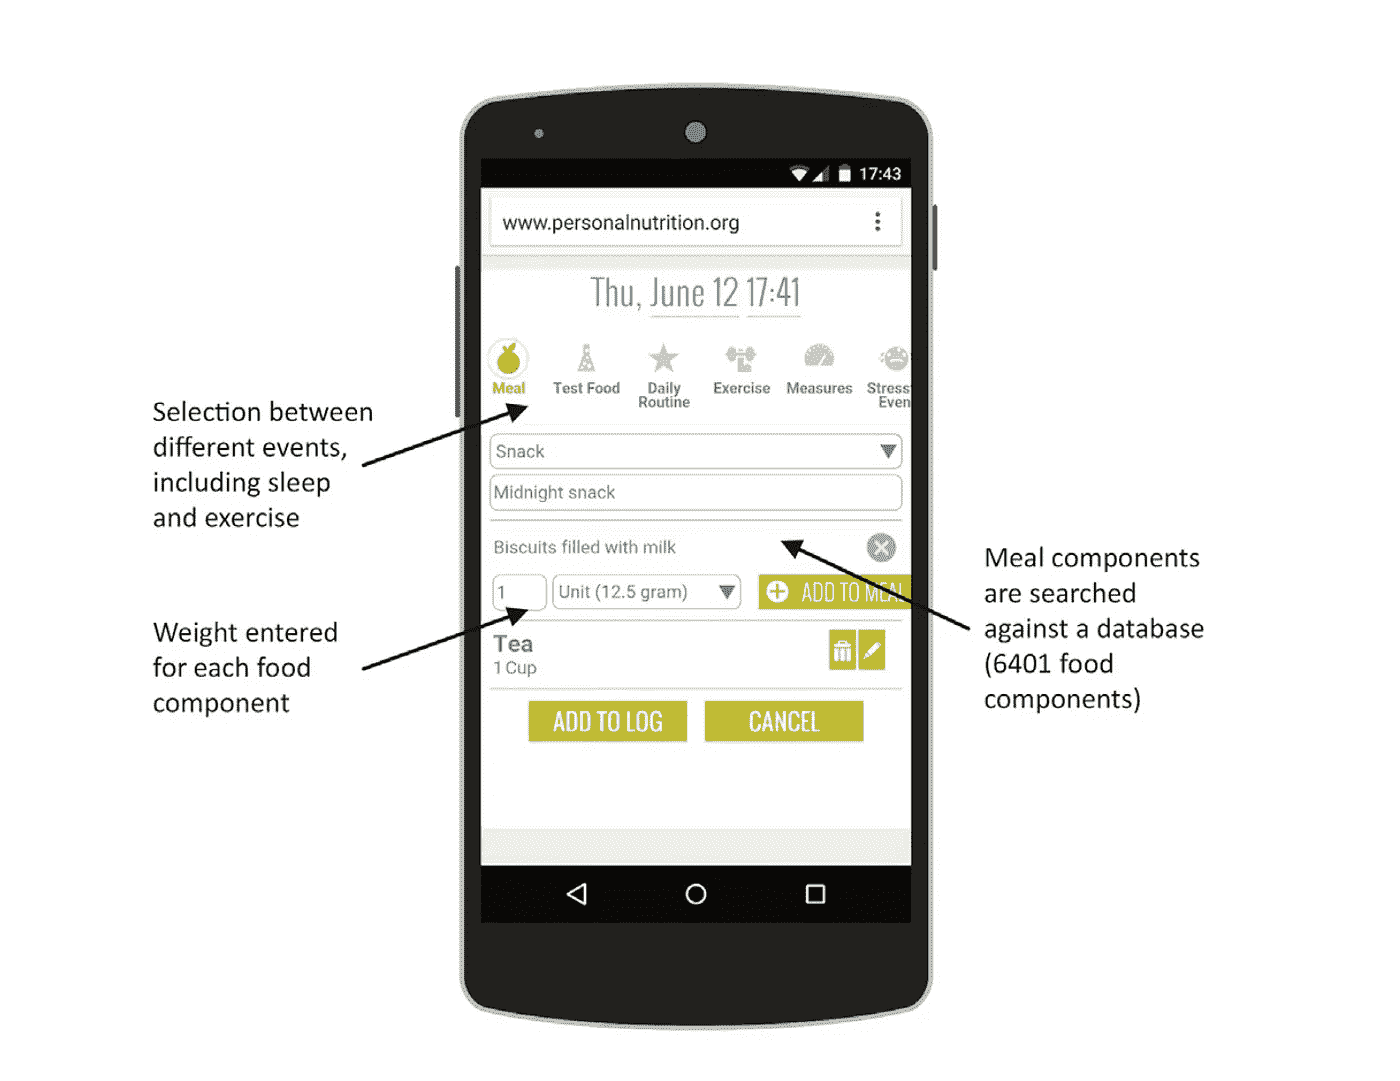 17:43
www.personalnutrition.org
Thu, June 12 17:41
Meal
Test Food
Daily
Routine
Exercise
Measures
Stress
Even
Selection between
different events,
including sleep
and exercise
Snack
Midnight snack
Biscuits filled with milk
1
Unit (12.5 gram)
ADD TO MEAL
Weight entered
for each food
component
Tea
1 Cup
ADD TO LOG
CANCEL
Meal components
are searched
against a database
(6401 food
components)